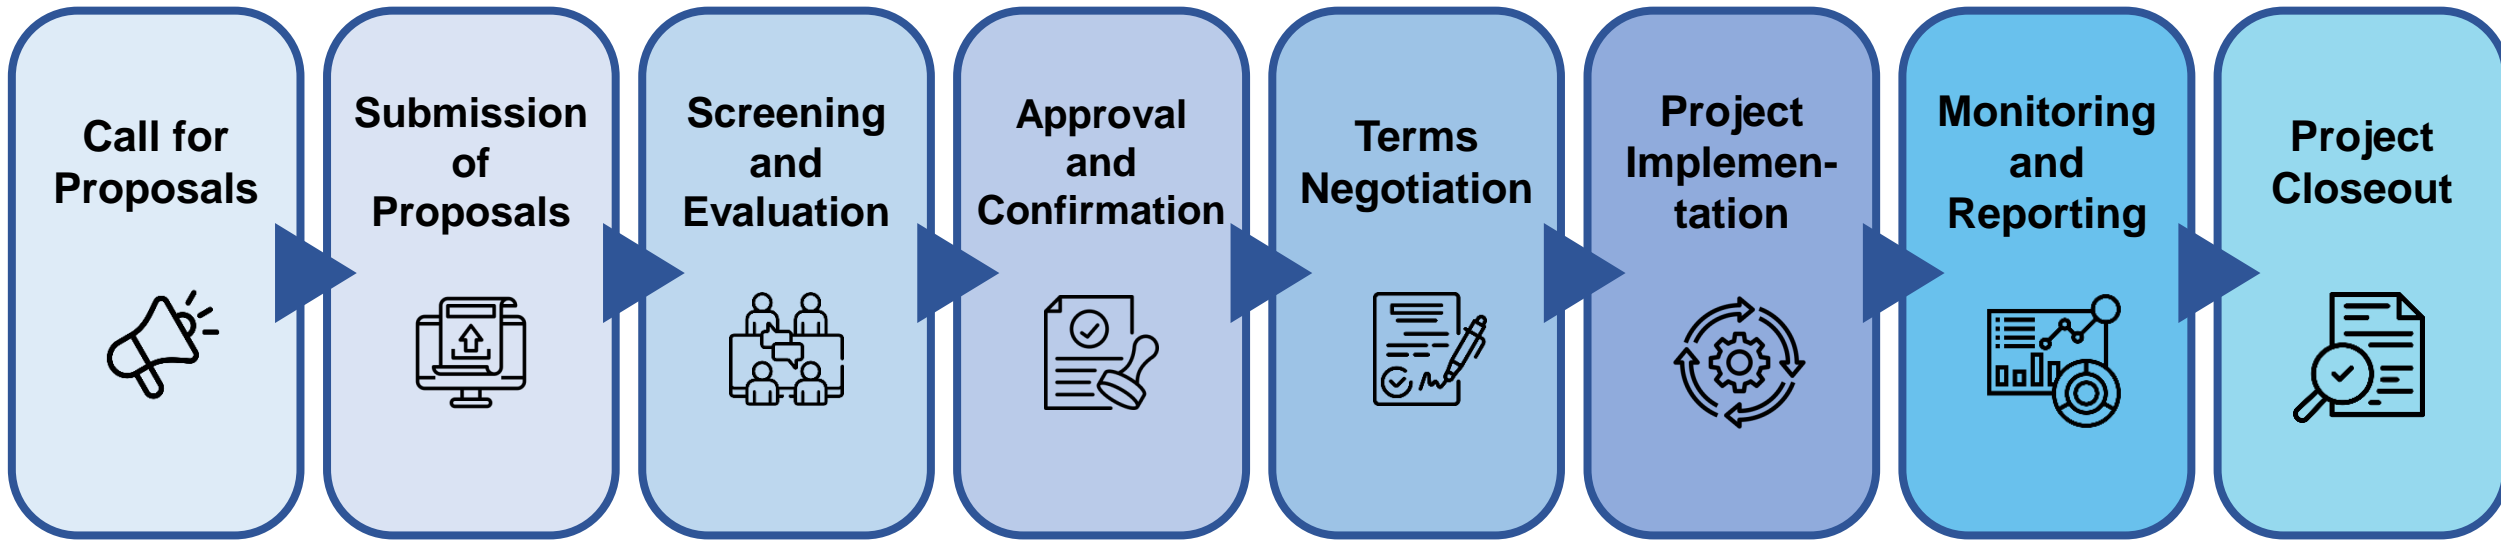 Call for
Proposals
Submission
of
Proposals
Screening
and
Evaluation
Approval
and
Confirmation
Terms
Negotiation
Project
Implemen-
tation
Monitoring
and
Reporting
Project
Closeout